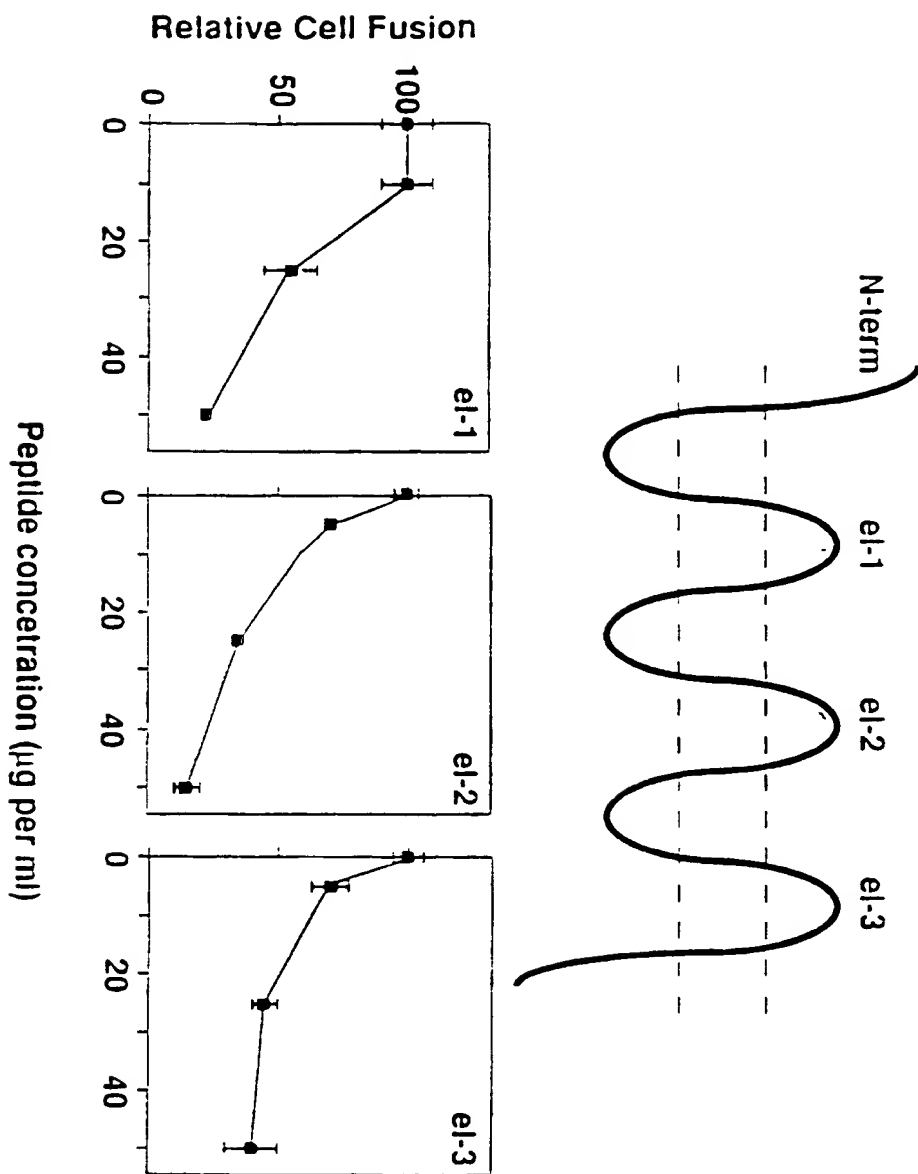 N-term el-1 el-2 el-3
Relative Cell Fusion
100
50
0
el-1
el-2
el-3
0 20 40
0 20 40
0 20 40
Peptide concetration (µg per ml)